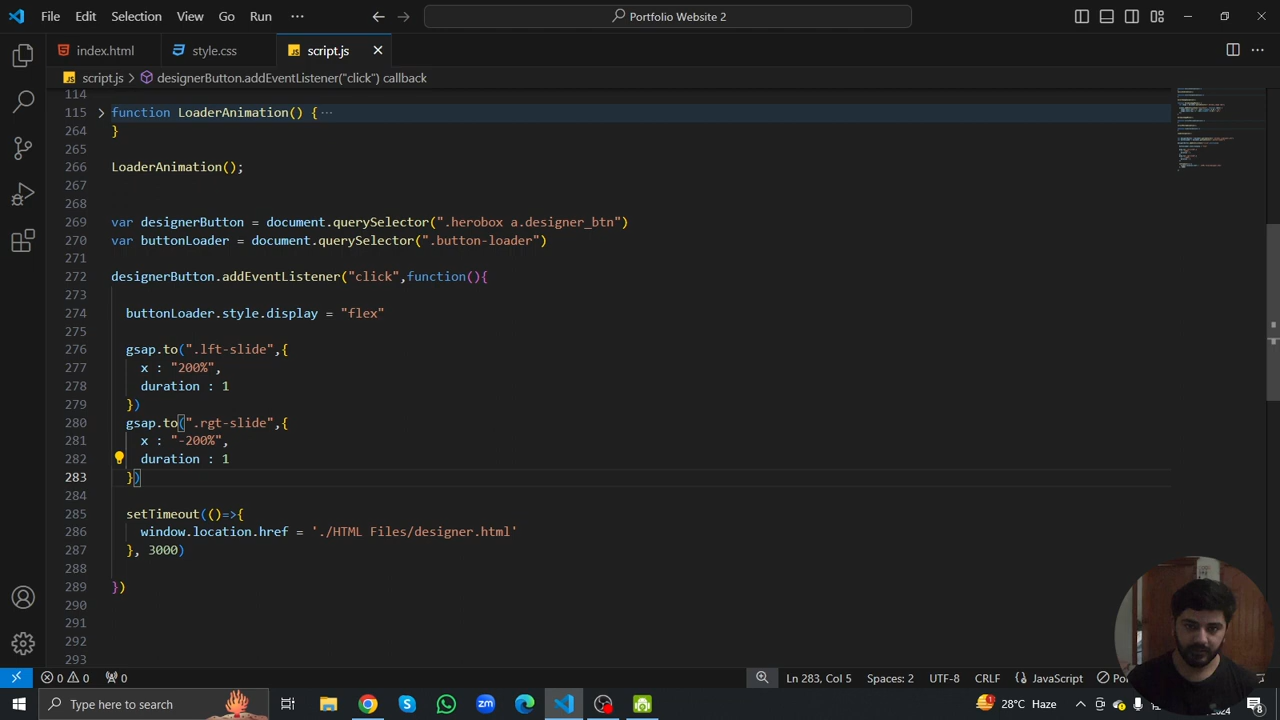 File Edit Selection View Go Run ··· Portfolio Website 2
index.html style.css JS script.js
JS script.js > designerButton.addEventListener("click") callback
114
115 function LoaderAnimation() { ···
264 }
265
266 LoaderAnimation();
267
268
269 var designerButton = document.querySelector(".herobox a.designer_btn")
270 var buttonLoader = document.querySelector(".button-loader")
271
272 designerButton.addEventListener("click",function(){
273
274 buttonLoader.style.display = "flex"
275
276 gsap.to(".lft-slide",{
277 x : "200%",
278 duration : 1
279 })
280 gsap.to(".rgt-slide",{
281 x : "-200%",
282 duration : 1
283 })
284
285 setTimeout(()=>{
286 window.location.href = './HTML Files/designer.html'
287 }, 3000)
288
289 })
290
291
292
293
0 0 0 Ln 283, Col 5 Spaces: 2 UTF-8 CRLF {} JavaScript
Type here to search zm 28°C Haze 2024 8